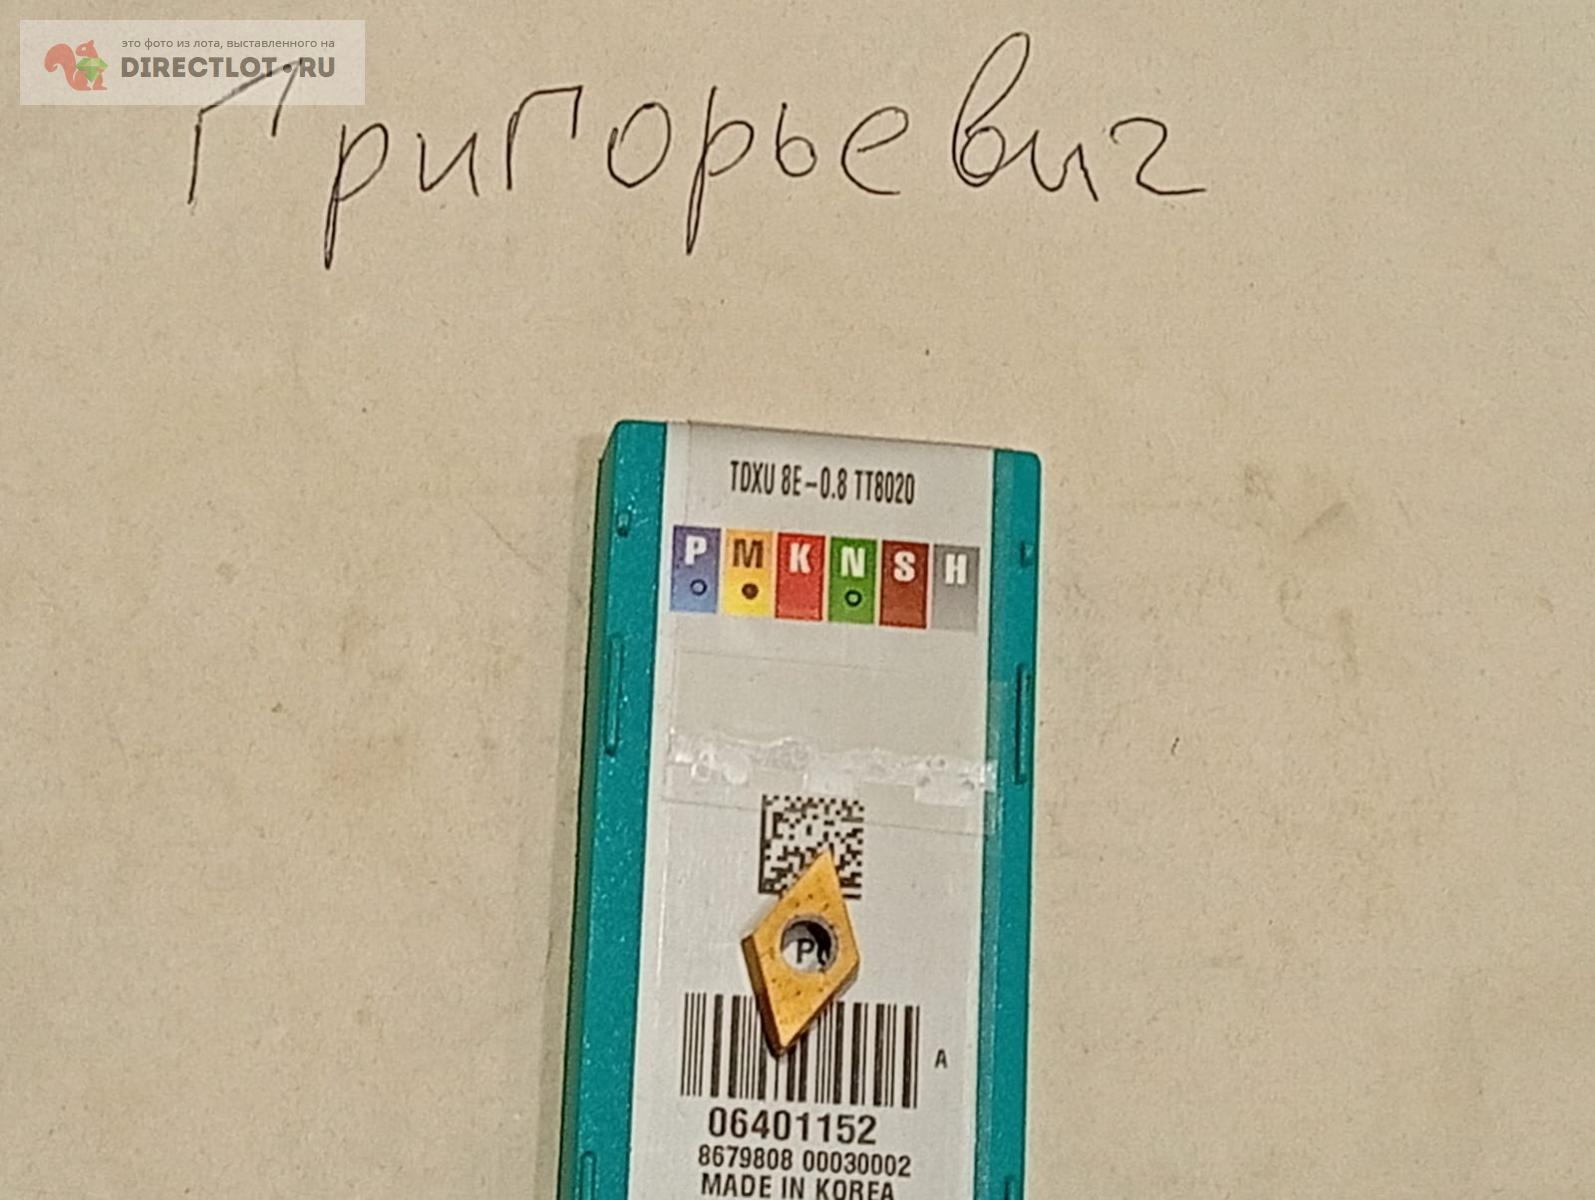 это фото из лота, выставленного на
DIRECTLOT.RU
Григорьевич
TDXU 8E-0.8 TT8020
P M K N S H
P
A
06401152
8679808 00030002
MADE IN KOREA